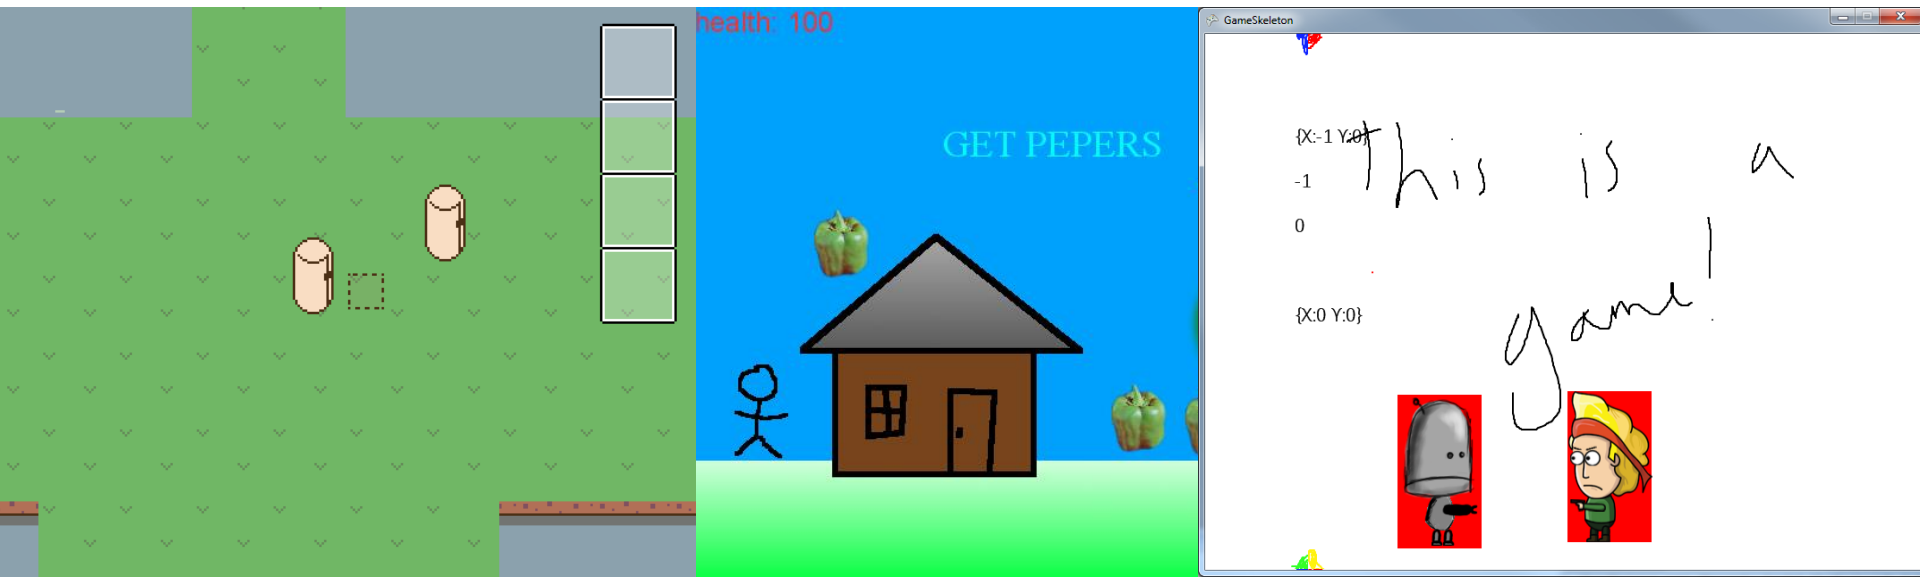 health: 100
GET PEPERS
GameSkeleton
{X:-1 Y:0}
This is a
-1
0
game!
{X:0 Y:0}